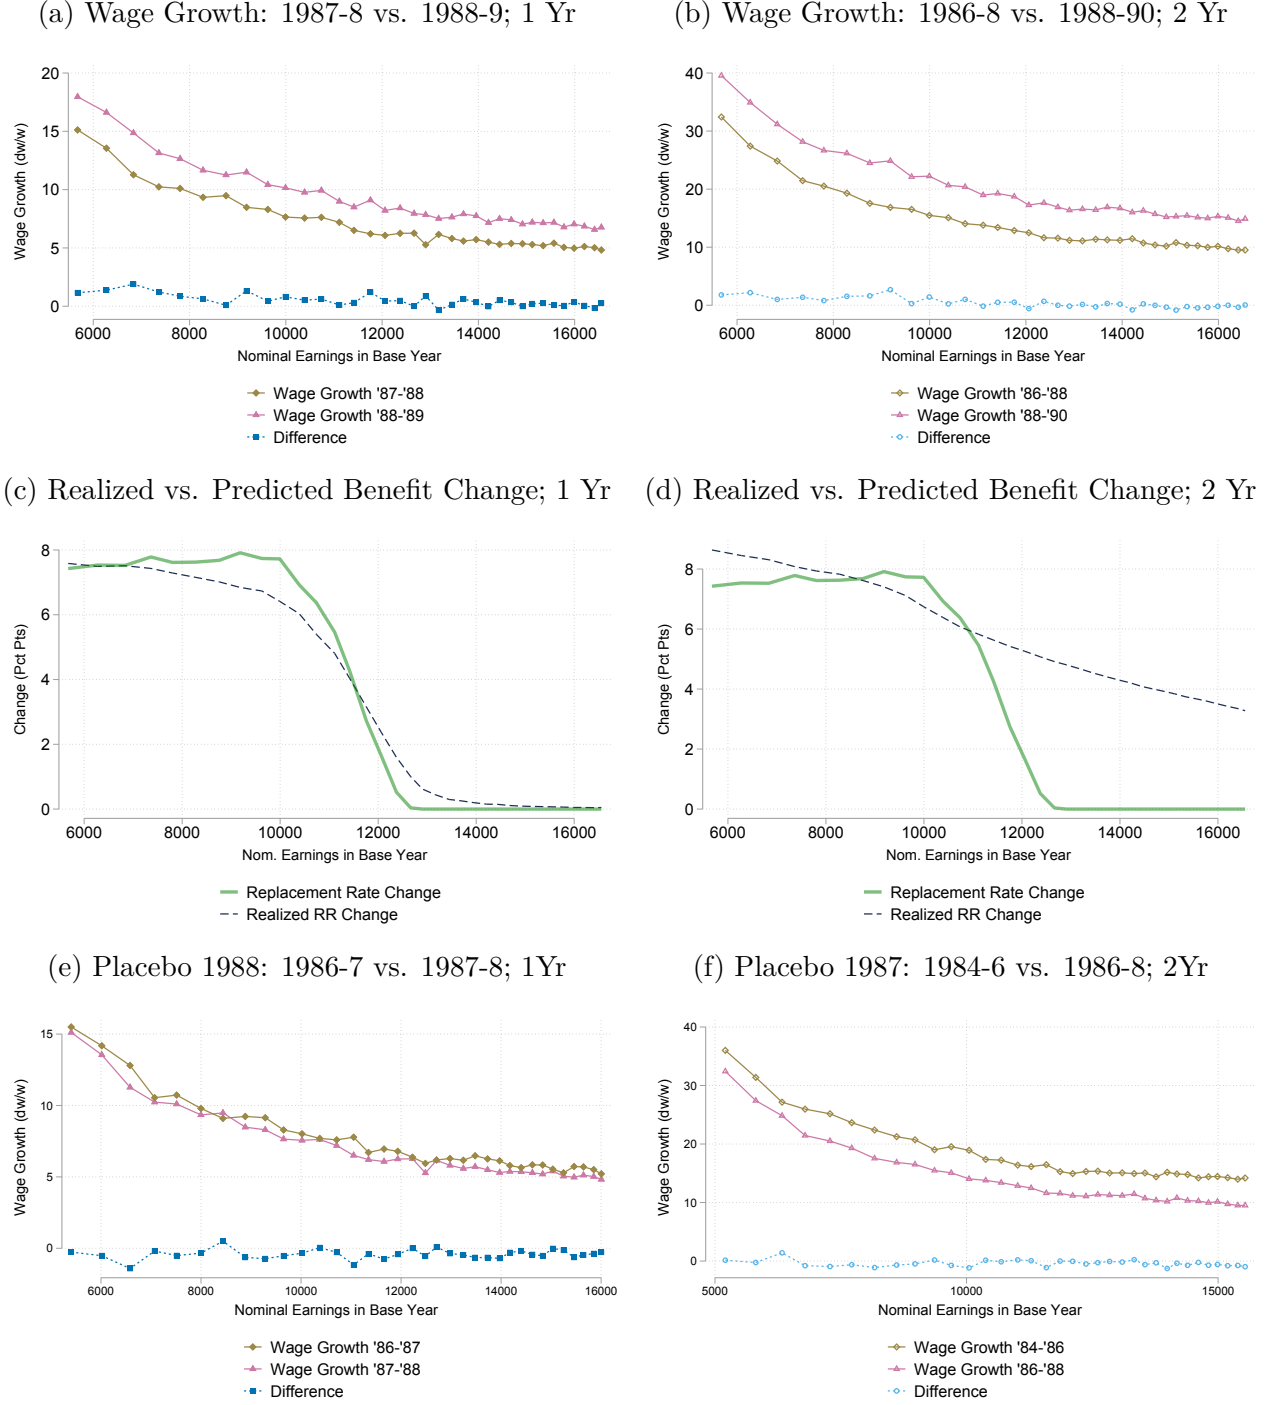 (a) Wage Growth: 1987-8 vs. 1988-9; 1 Yr
Wage Growth (dw/w)
20
15
10
5
0
6000 8000 10000 12000 14000 16000
Nominal Earnings in Base Year
Wage Growth '87-'88
Wage Growth '88-'89
Difference
(b) Wage Growth: 1986-8 vs. 1988-90; 2 Yr
Wage Growth (dw/w)
40
30
20
10
0
6000 8000 10000 12000 14000 16000
Nominal Earnings in Base Year
Wage Growth '86-'88
Wage Growth '88-'90
Difference
(c) Realized vs. Predicted Benefit Change; 1 Yr
Change (Pct Pts)
8
6
4
2
0
6000 8000 10000 12000 14000 16000
Nom. Earnings in Base Year
Replacement Rate Change
Realized RR Change
(d) Realized vs. Predicted Benefit Change; 2 Yr
Change (Pct Pts)
8
6
4
2
0
6000 8000 10000 12000 14000 16000
Nom. Earnings in Base Year
Replacement Rate Change
Realized RR Change
(e) Placebo 1988: 1986-7 vs. 1987-8; 1Yr
Wage Growth (dw/w)
15
10
5
0
6000 8000 10000 12000 14000 16000
Nominal Earnings in Base Year
Wage Growth '86-'87
Wage Growth '87-'88
Difference
(f) Placebo 1987: 1984-6 vs. 1986-8; 2Yr
Wage Growth (dw/w)
40
30
20
10
0
5000 10000 15000
Nominal Earnings in Base Year
Wage Growth '84-'86
Wage Growth '86-'88
Difference